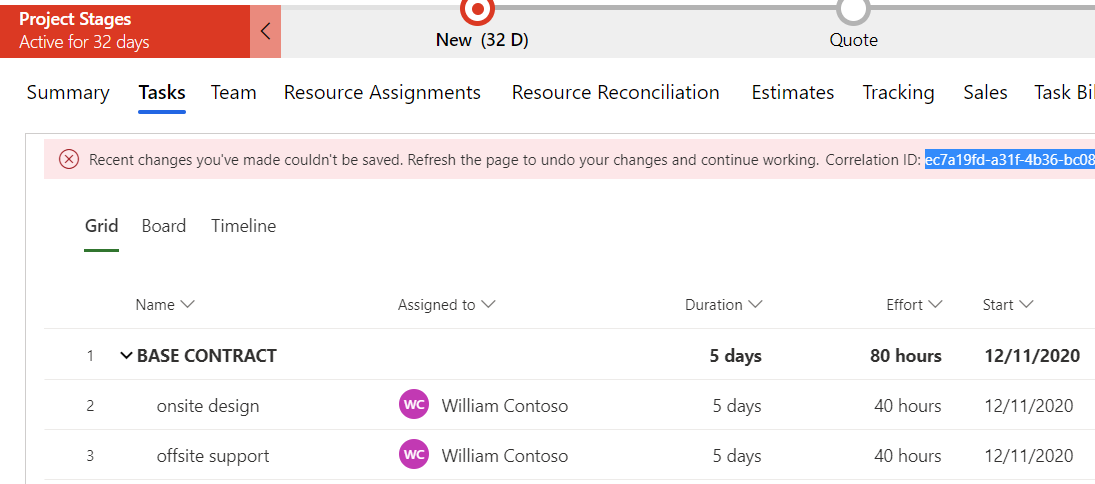 Project Stages
Active for 32 days
New (32 D)
Quote
Summary Tasks Team Resource Assignments Resource Reconciliation Estimates Tracking Sales Task Bil
Recent changes you've made couldn't be saved. Refresh the page to undo your changes and continue working. Correlation ID: ec7a19fd-a31f-4b36-bc08
Grid Board Timeline
Name Assigned to Duration Effort Start
1 BASE CONTRACT 5 days 80 hours 12/11/2020
2 onsite design WC William Contoso 5 days 40 hours 12/11/2020
3 offsite support WC William Contoso 5 days 40 hours 12/11/2020